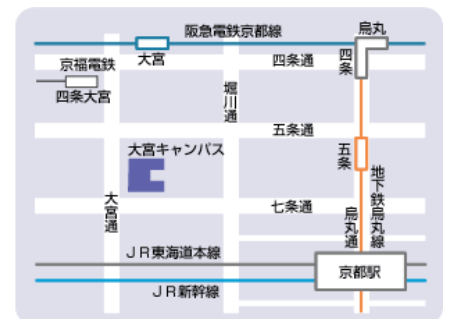 阪急電鉄京都線
烏丸
京福電鉄
大宮
四条通
四条
四条大宮
堀川通
五条通
大宮キャンパス
五条
地下鉄烏丸線
大宮通
七条通
烏丸通
ＪＲ東海道本線
京都駅
ＪＲ新幹線